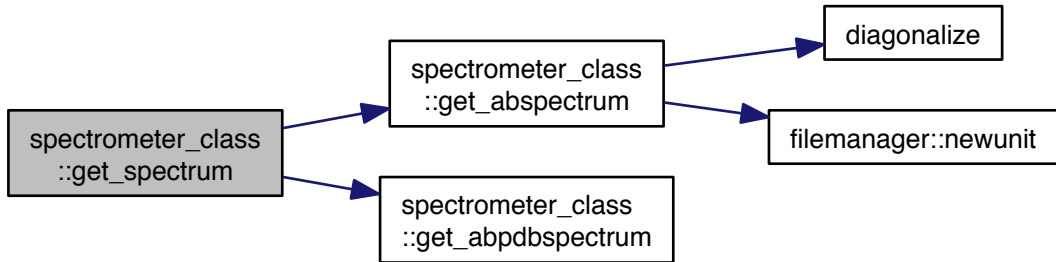 spectrometer_class
::get_spectrum
spectrometer_class
::get_abspectrum
spectrometer_class
::get_abpdbspectrum
diagonalize
filemanager::newunit